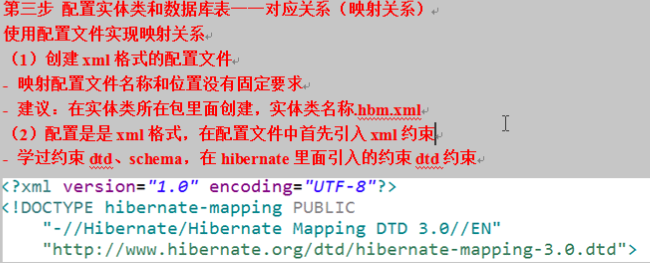 第三步 配置实体类和数据库表一一对应关系（映射关系）
使用配置文件实现映射关系
（1）创建 xml 格式的配置文件
- 映射配置文件名称和位置没有固定要求
- 建议：在实体类所在包里面创建，实体类名称.hbm.xml
（2）配置是是 xml 格式，在配置文件中首先引入 xml 约束
- 学过约束 dtd、schema，在 hibernate 里面引入的约束 dtd 约束
<?xml version="1.0" encoding="UTF-8"?>
<!DOCTYPE hibernate-mapping PUBLIC
"-//Hibernate/Hibernate Mapping DTD 3.0//EN"
"http://www.hibernate.org/dtd/hibernate-mapping-3.0.dtd">